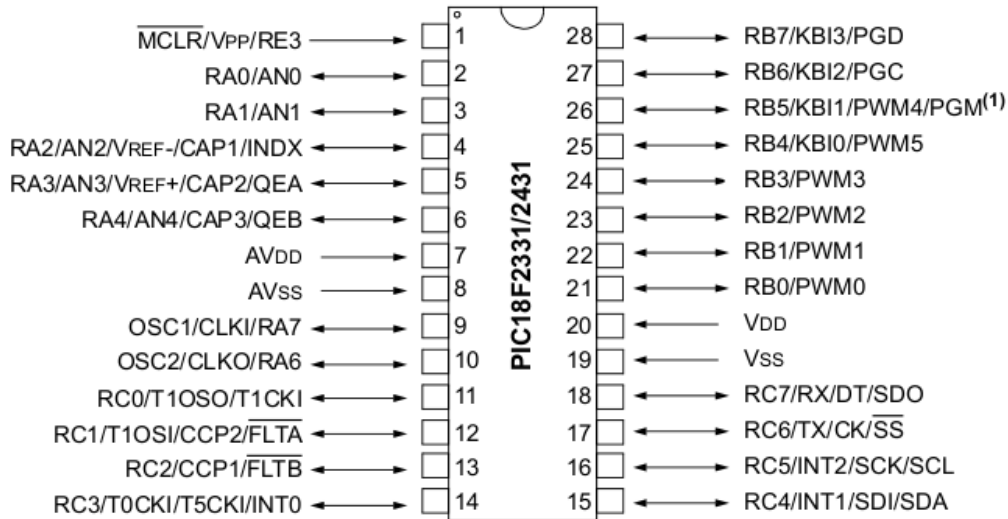 MCLR/VPP/RE3
RA0/AN0
RA1/AN1
RA2/AN2/VREF-/CAP1/INDX
RA3/AN3/VREF+/CAP2/QEA
RA4/AN4/CAP3/QEB
AVDD
AVSS
OSC1/CLKI/RA7
OSC2/CLKO/RA6
RC0/T1OSO/T1CKI
RC1/T1OSI/CCP2/FLTA
RC2/CCP1/FLTB
RC3/T0CKI/T5CKI/INT0
1
2
3
4
5
6
7
8
9
10
11
12
13
14
PIC18F2331/2431
28
27
26
25
24
23
22
21
20
19
18
17
16
15
RB7/KBI3/PGD
RB6/KBI2/PGC
RB5/KBI1/PWM4/PGM(1)
RB4/KBI0/PWM5
RB3/PWM3
RB2/PWM2
RB1/PWM1
RB0/PWM0
VDD
VSS
RC7/RX/DT/SDO
RC6/TX/CK/SS
RC5/INT2/SCK/SCL
RC4/INT1/SDI/SDA